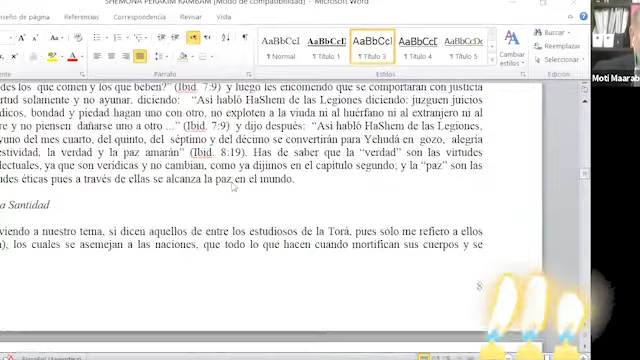 SHEMONA PERAKIM RAMBAM [Modo de compatibilidad] - Microsoft Word
de página Referencias Correspondencia Revisar Vista
AaBbCcI AaBbCcD AaBbCcI AaBbCcD AaBbCcDc
¶ Normal ¶ Título 1 ¶ Título 3 ¶ Título 4 ¶ Título 5
Cambiar estilos
Buscar
Reemplazar
Seleccionar
Párrafo Estilos Edición
Moti Maarab
des los que comen y los que beben?" (Ibid. 7:9) y luego les encomendó que se comportaran con justicia
rtud solamente y no ayunar, diciendo: "Así habló HaShem de las Legiones diciendo: juzguen juicios
dicos, bondad y piedad hagan uno con otro, no exploten a la viuda ni al huérfano ni al extranjero ni al
re y no piensen dañarse uno a otro ..." (Ibid. 7:9) y dijo después: "Así habló HaShem de las Legiones,
yuno del mes cuarto, del quinto, del séptimo y del décimo se convertirán para Yehudá en gozo, alegría
estividad, la verdad y la paz amarán" (Ibid. 8:19). Has de saber que la "verdad" son las virtudes
lectuales, ya que son verídicas y no cambian, como ya dijimos en el capítulo segundo; y la "paz" son las
udes éticas pues a través de ellas se alcanza la paz en el mundo.
a Santidad
viendo a nuestro tema, si dicen aquellos de entre los estudiosos de la Torá, pues solo me refiero a ellos
), los cuales se asemejan a las naciones, que todo lo que hacen cuando mortifican sus cuerpos y se
8
Español (Argentina)